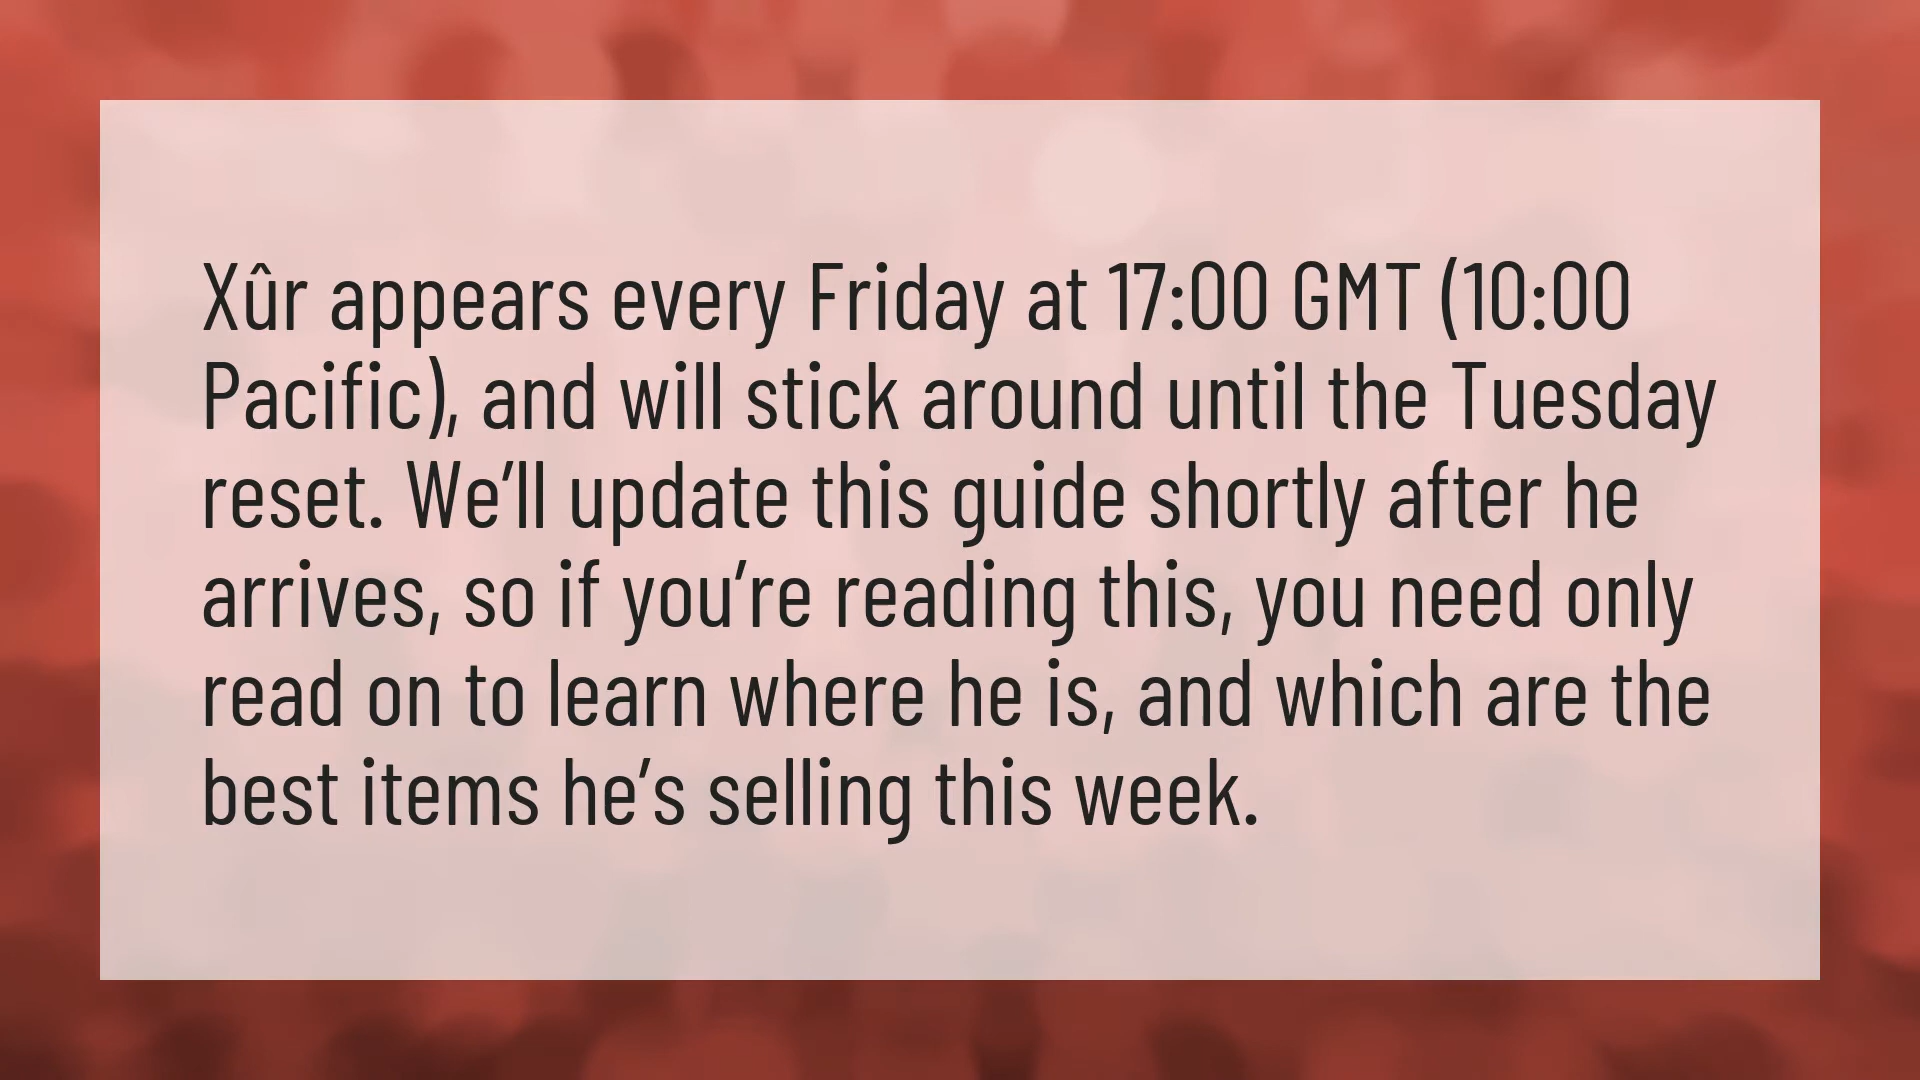 Xûr appears every Friday at 17:00 GMT (10:00
Pacific), and will stick around until the Tuesday
reset. We’ll update this guide shortly after he
arrives, so if you’re reading this, you need only
read on to learn where he is, and which are the
best items he’s selling this week.